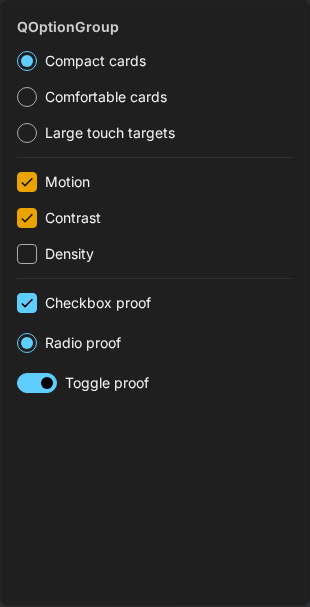 QOptionGroup
Compact cards
Comfortable cards
Large touch targets
Motion
Contrast
Density
Checkbox proof
Radio proof
Toggle proof